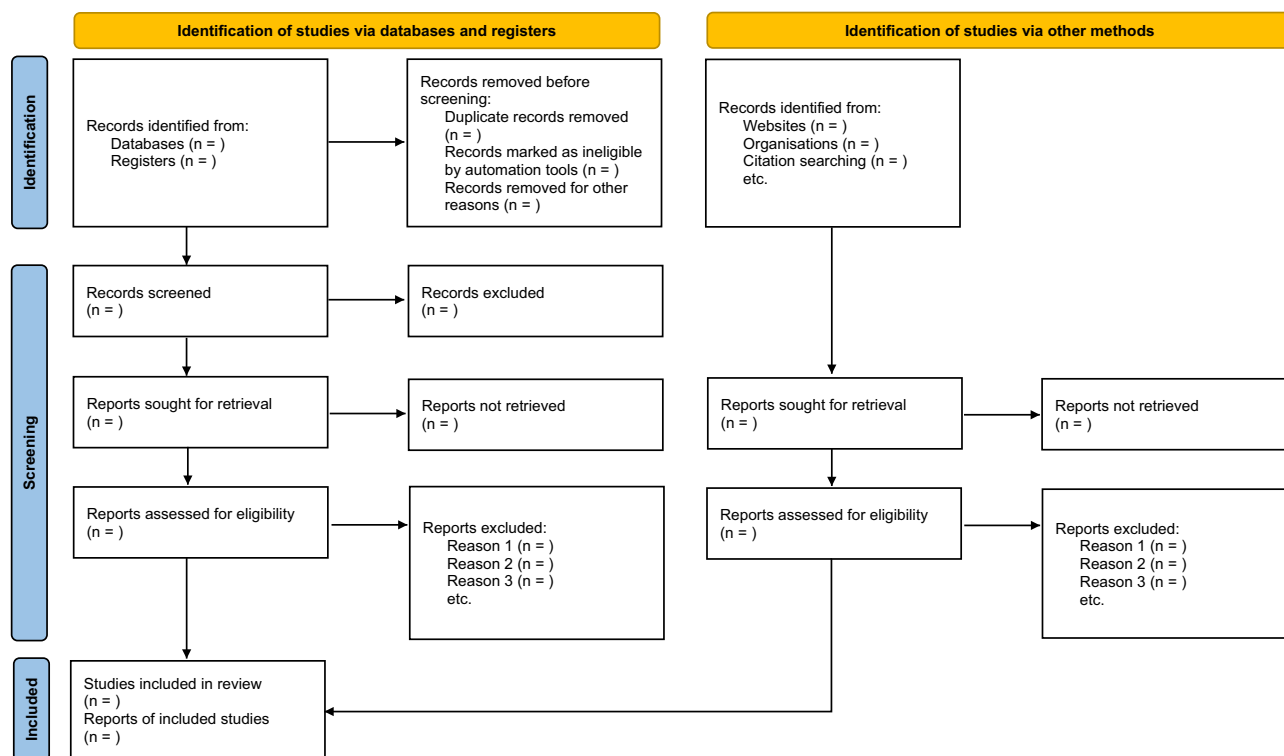 Identification of studies via databases and registers
Identification of studies via other methods
Identification
Records identified from:
Databases (n = )
Registers (n = )
Records removed before
screening:
Duplicate records removed
(n = )
Records marked as ineligible
by automation tools (n = )
Records removed for other
reasons (n = )
Records identified from:
Websites (n = )
Organisations (n = )
Citation searching (n = )
etc.
Screening
Records screened
(n = )
Records excluded
(n = )
Reports sought for retrieval
(n = )
Reports not retrieved
(n = )
Reports sought for retrieval
(n = )
Reports not retrieved
(n = )
Reports assessed for eligibility
(n = )
Reports excluded:
Reason 1 (n = )
Reason 2 (n = )
Reason 3 (n = )
etc.
Reports assessed for eligibility
(n = )
Reports excluded:
Reason 1 (n = )
Reason 2 (n = )
Reason 3 (n = )
etc.
Included
Studies included in review
(n = )
Reports of included studies
(n = )